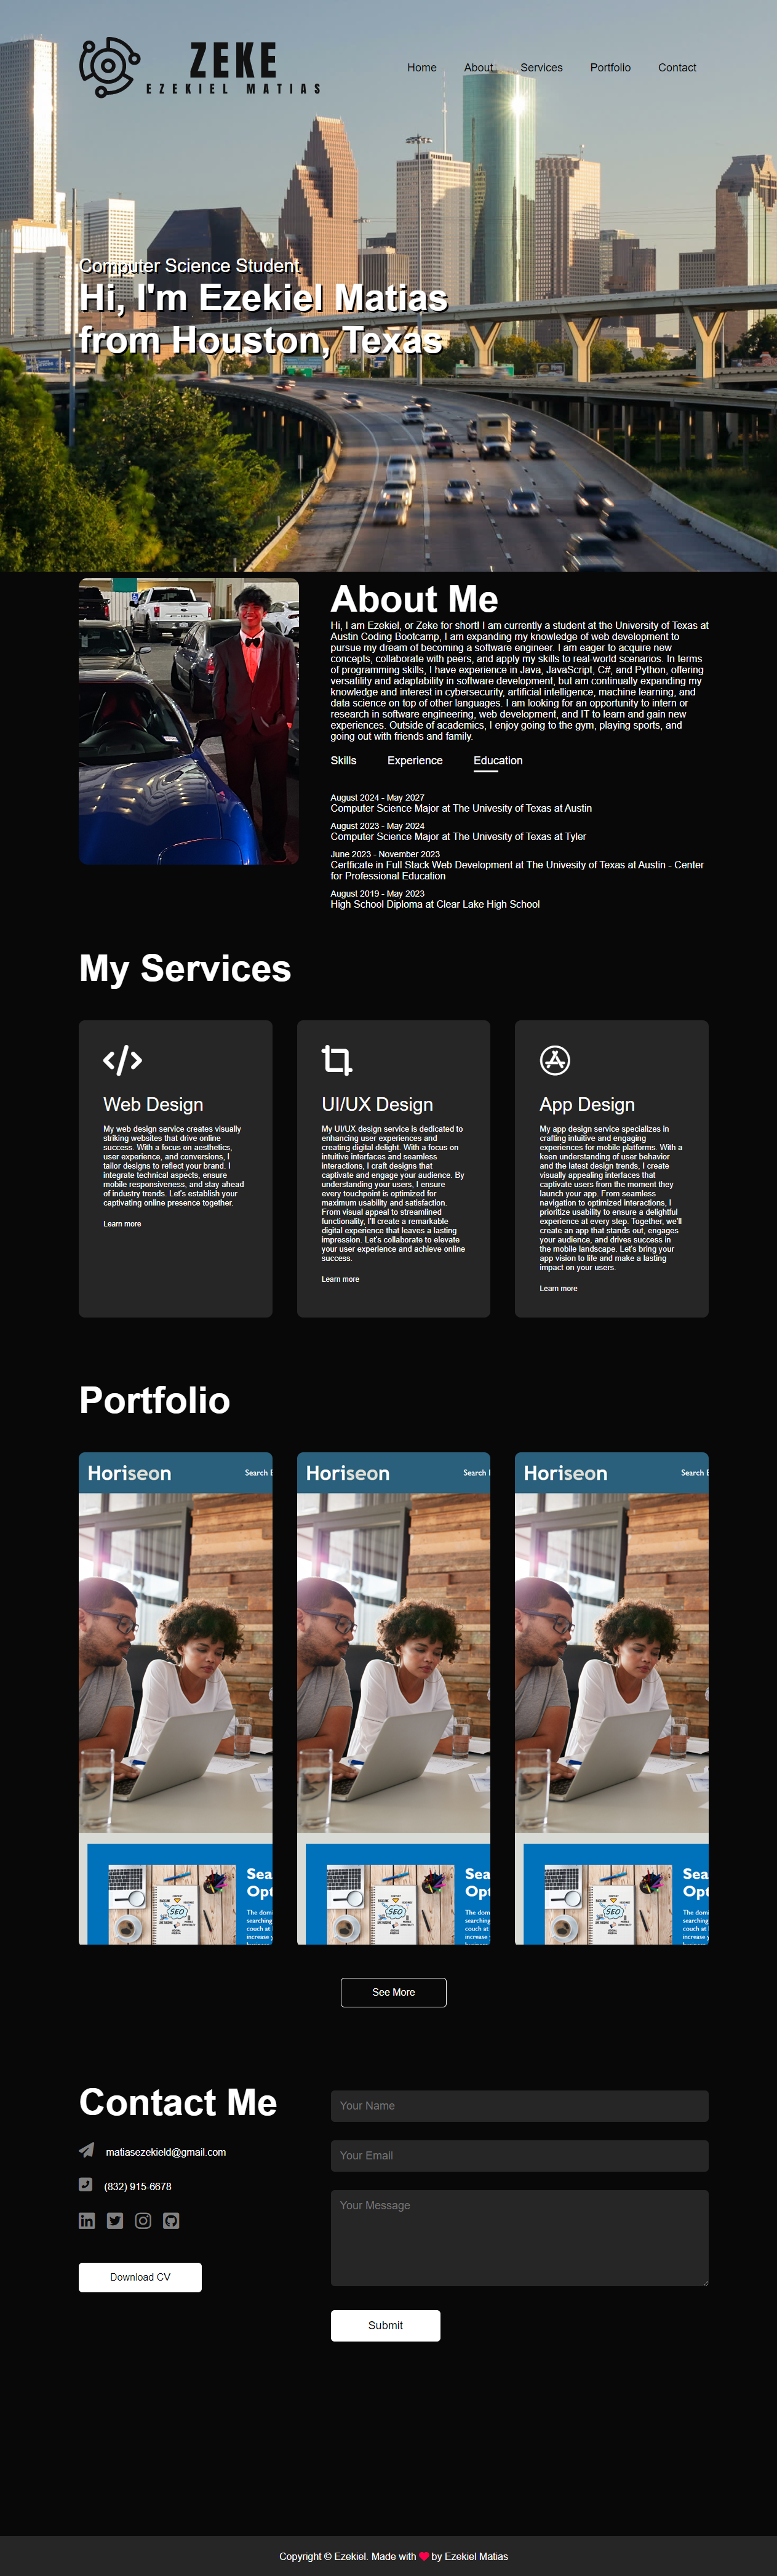 ZEKE
EZEKIEL MATIAS
Home About Services Portfolio Contact
Computer Science Student
Hi, I'm Ezekiel Matias
from Houston, Texas
About Me
Hi, I am Ezekiel, or Zeke for short! I am currently a student at the University of Texas at
Austin Coding Bootcamp, I am expanding my knowledge of web development to
pursue my dream of becoming a software engineer. I am eager to acquire new
concepts, collaborate with peers, and apply my skills to real-world scenarios. In terms
of programming skills, I have experience in Java, JavaScript, C#, and Python, offering
versatility and adaptability in software development, but am continually expanding my
knowledge and interest in cybersecurity, artificial intelligence, machine learning, and
data science on top of other languages. I am looking for an opportunity to intern or
research in software engineering, web development, and IT to learn and gain new
experiences. Outside of academics, I enjoy going to the gym, playing sports, and
going out with friends and family.
Skills Experience Education
August 2024 - May 2027
Computer Science Major at The Univesity of Texas at Austin
August 2023 - May 2024
Computer Science Major at The Univesity of Texas at Tyler
June 2023 - November 2023
Certficate in Full Stack Web Development at The Univesity of Texas at Austin - Center
for Professional Education
August 2019 - May 2023
High School Diploma at Clear Lake High School
My Services
Web Design
My web design service creates visually
striking websites that drive online
success. With a focus on aesthetics,
user experience, and conversions, I
tailor designs to reflect your brand. I
integrate technical aspects, ensure
mobile responsiveness, and stay ahead
of industry trends. Let's establish your
captivating online presence together.
Learn more
UI/UX Design
My UI/UX design service is dedicated to
enhancing user experiences and
creating digital delight. With a focus on
intuitive interfaces and seamless
interactions, I craft designs that
captivate and engage your audience. By
understanding your users, I ensure
every touchpoint is optimized for
maximum usability and satisfaction.
From visual appeal to streamlined
functionality, I'll create a remarkable
digital experience that leaves a lasting
impression. Let's collaborate to elevate
your user experience and achieve online
success.
Learn more
App Design
My app design service specializes in
crafting intuitive and engaging
experiences for mobile platforms. With a
keen understanding of user behavior
and the latest design trends, I create
visually appealing interfaces that
captivate users from the moment they
launch your app. From seamless
navigation to optimized interactions, I
prioritize usability to ensure a delightful
experience at every step. Together, we'll
create an app that stands out, engages
your audience, and drives success in
the mobile landscape. Let's bring your
app vision to life and make a lasting
impact on your users.
Learn more
Portfolio
Horiseon Search
Sea
Opt
SEO
The dom
searching
couch at
increase y
Horiseon Search
Sea
Opt
SEO
The dom
searching
couch at
increase y
Horiseon Search
Sea
Opt
SEO
The dom
searching
couch at
increase y
See More
Contact Me
matiasezekield@gmail.com
(832) 915-6678
Download CV
Your Name
Your Email
Your Message
Submit
Copyright © Ezekiel. Made with ❤ by Ezekiel Matias